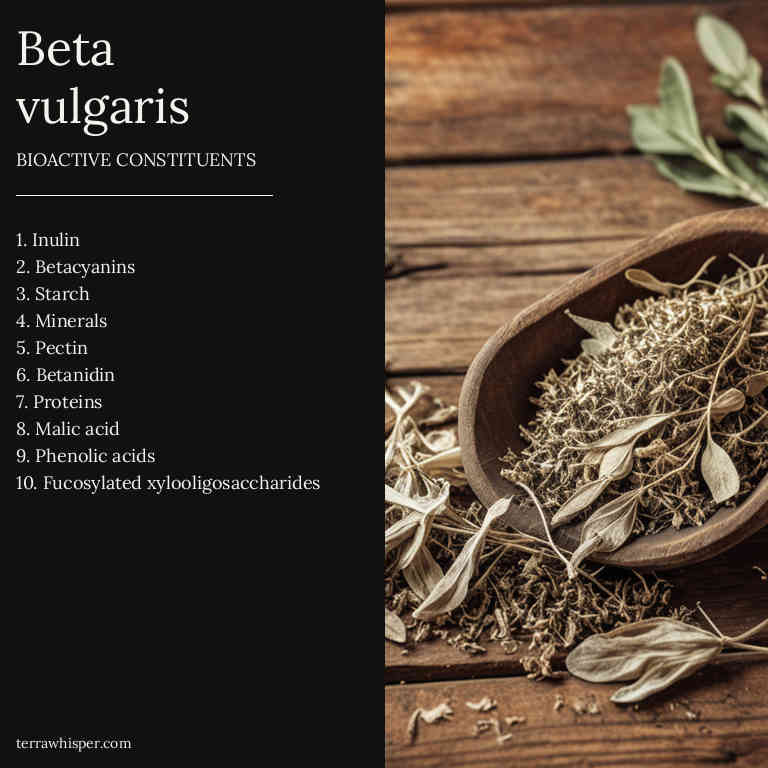 Beta
vulgaris
BIOACTIVE CONSTITUENTS
1. Inulin
2. Betacyanins
3. Starch
4. Minerals
5. Pectin
6. Betanidin
7. Proteins
8. Malic acid
9. Phenolic acids
10. Fucosylated xylooligosaccharides
terrawhisper.com